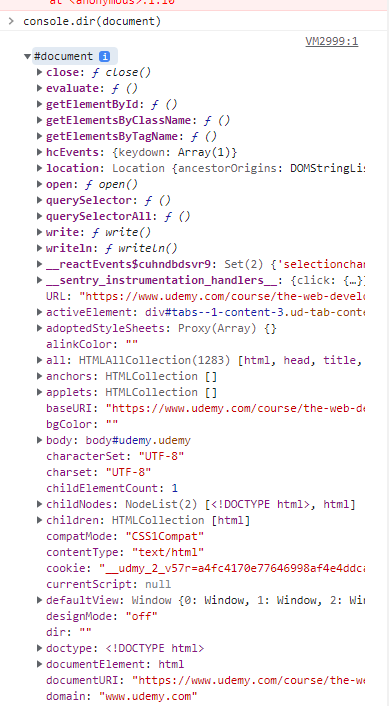 at <anonymous>:1:10
> console.dir(document)
VM2999:1
▼ #document i
▶ close: ƒ close()
▶ evaluate: ƒ ()
▶ getElementById: ƒ ()
▶ getElementsByClassName: ƒ ()
▶ getElementsByTagName: ƒ ()
▶ hcEvents: {keydown: Array(1)}
▶ location: Location {ancestorOrigins: DOMStringLis
▶ open: ƒ open()
▶ querySelector: ƒ ()
▶ querySelectorAll: ƒ ()
▶ write: ƒ write()
▶ writeln: ƒ writeln()
▶ __reactEvents$cuhndbdsvr9: Set(2) {'selectionchan
▶ __sentry_instrumentation_handlers__: {click: {…}
URL: "https://www.udemy.com/course/the-web-develo
▶ activeElement: div#tabs--1-content-3.ud-tab-conte
▶ adoptedStyleSheets: Proxy(Array) {}
alinkColor: ""
▶ all: HTMLAllCollection(1283) [html, head, title,
▶ anchors: HTMLCollection []
▶ applets: HTMLCollection []
baseURI: "https://www.udemy.com/course/the-web-de
bgColor: ""
▶ body: body#udemy.udemy
characterSet: "UTF-8"
charset: "UTF-8"
childElementCount: 1
▶ childNodes: NodeList(2) [<!DOCTYPE html>, html]
▶ children: HTMLCollection [html]
compatMode: "CSS1Compat"
contentType: "text/html"
cookie: "__udmy_2_v57r=a4fc4170e77646998af4e4ddca
currentScript: null
▶ defaultView: Window {0: Window, 1: Window, 2: Win
designMode: "off"
dir: ""
▶ doctype: <!DOCTYPE html>
▶ documentElement: html
documentURI: "https://www.udemy.com/course/the-we
domain: "www.udemy.com"